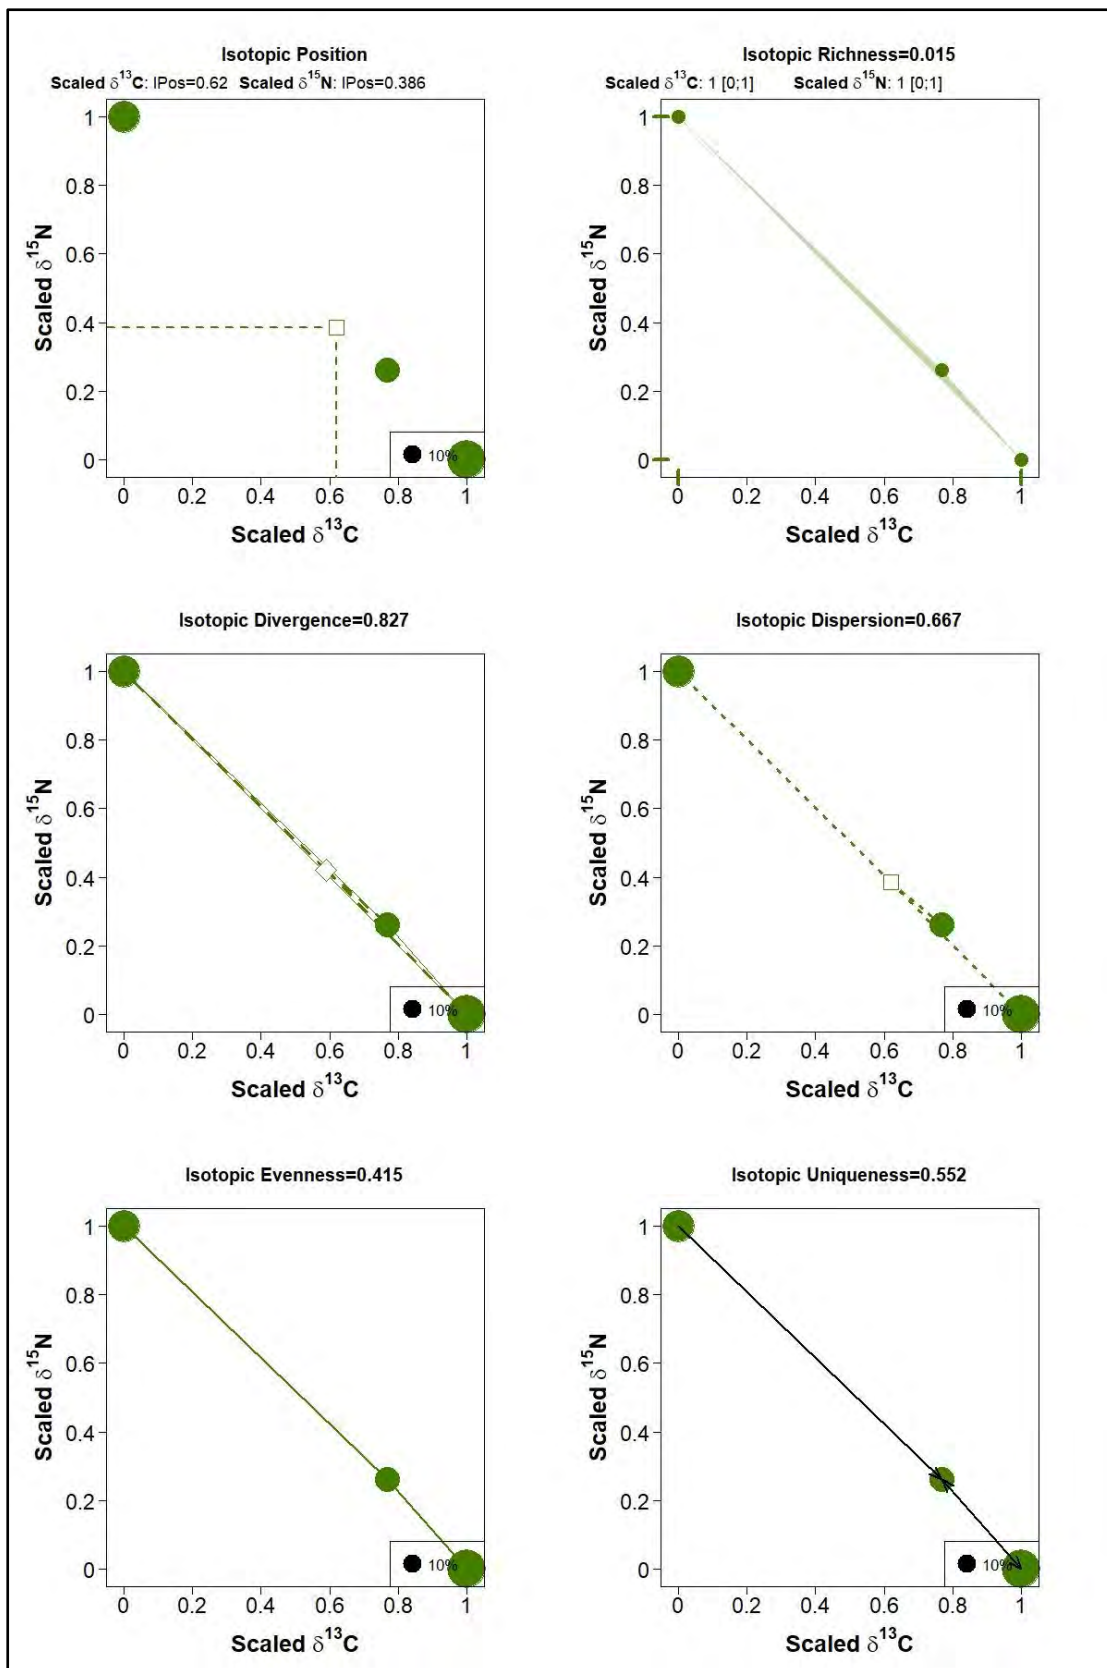 Isotopic Position
Scaled δ¹³C: IPos=0.62 Scaled δ¹⁵N: IPos=0.386
1
0.8
0.6
0.4
0.2
0
Scaled δ¹⁵N
10%
0 0.2 0.4 0.6 0.8 1
Scaled δ¹³C
Isotopic Richness=0.015
Scaled δ¹³C: 1 [0;1] Scaled δ¹⁵N: 1 [0;1]
1
0.8
0.6
0.4
0.2
0
Scaled δ¹⁵N
0 0.2 0.4 0.6 0.8 1
Scaled δ¹³C
Isotopic Divergence=0.827
1
0.8
0.6
0.4
0.2
0
Scaled δ¹⁵N
10%
0 0.2 0.4 0.6 0.8 1
Scaled δ¹³C
Isotopic Dispersion=0.667
1
0.8
0.6
0.4
0.2
0
Scaled δ¹⁵N
10%
0 0.2 0.4 0.6 0.8 1
Scaled δ¹³C
Isotopic Evenness=0.415
1
0.8
0.6
0.4
0.2
0
Scaled δ¹⁵N
10%
0 0.2 0.4 0.6 0.8 1
Scaled δ¹³C
Isotopic Uniqueness=0.552
1
0.8
0.6
0.4
0.2
0
Scaled δ¹⁵N
10%
0 0.2 0.4 0.6 0.8 1
Scaled δ¹³C